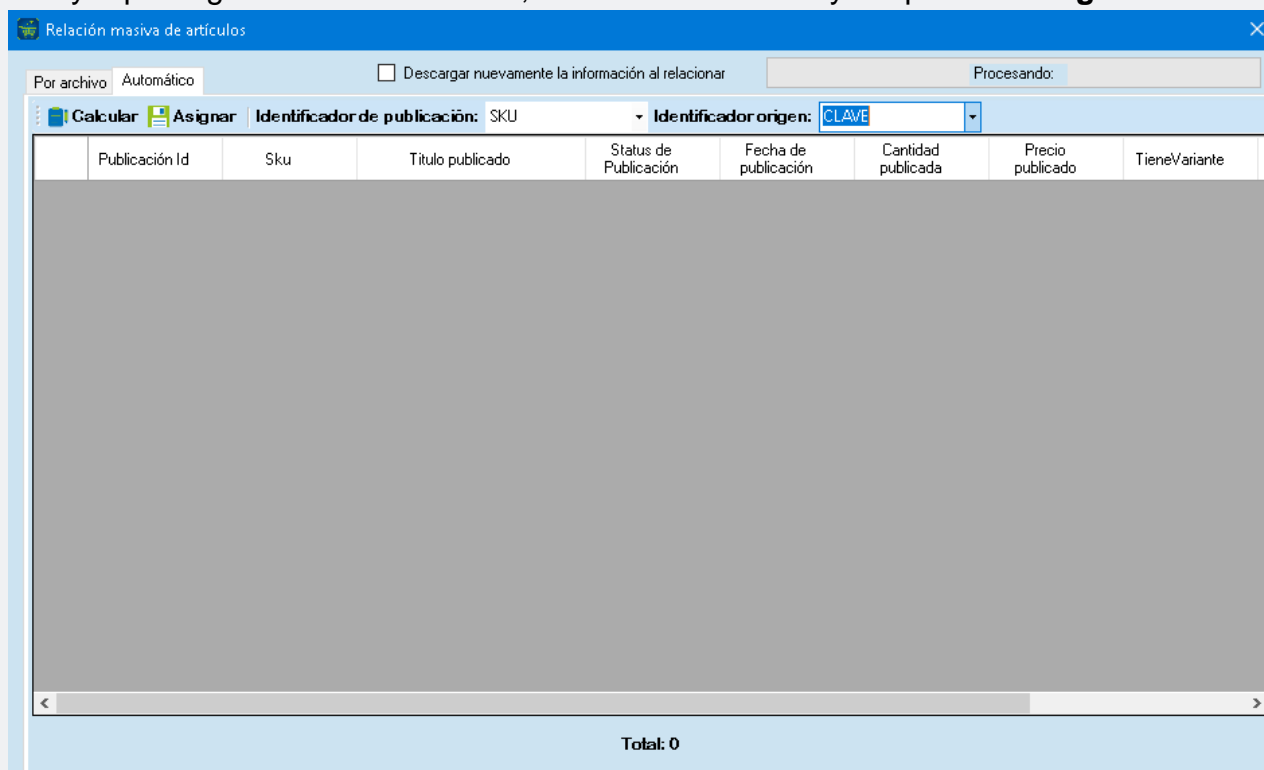 Relación masiva de artículos
Por archivo Automático Descargar nuevamente la información al relacionar Procesando:
Calcular Asignar Identificador de publicación: SKU Identificador origen: CLAVE
Publicación Id Sku Titulo publicado Status de Publicación Fecha de publicación Cantidad publicada Precio publicado TieneVariante
Total: 0